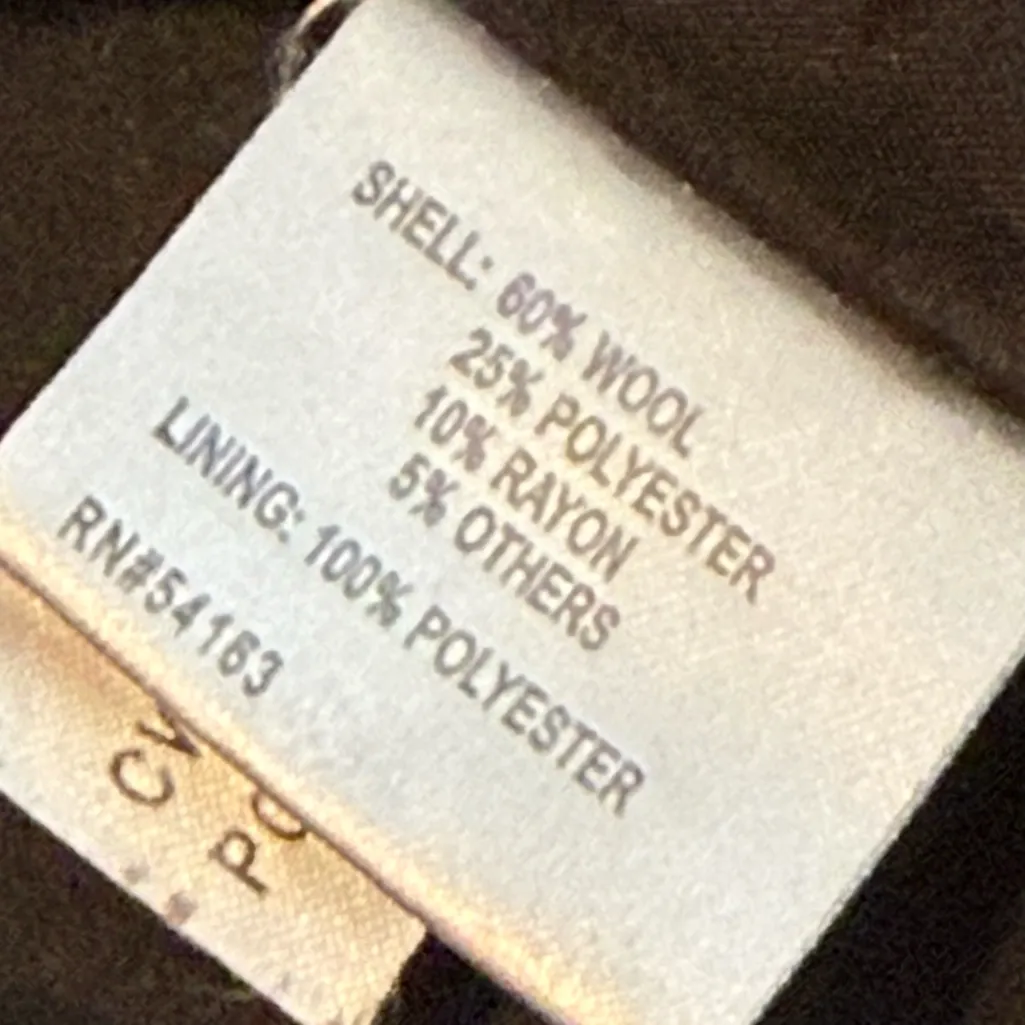 SHELL: 60% WOOL
25% POLYESTER
10% RAYON
5% OTHERS
LINING: 100% POLYESTER
RN#54163